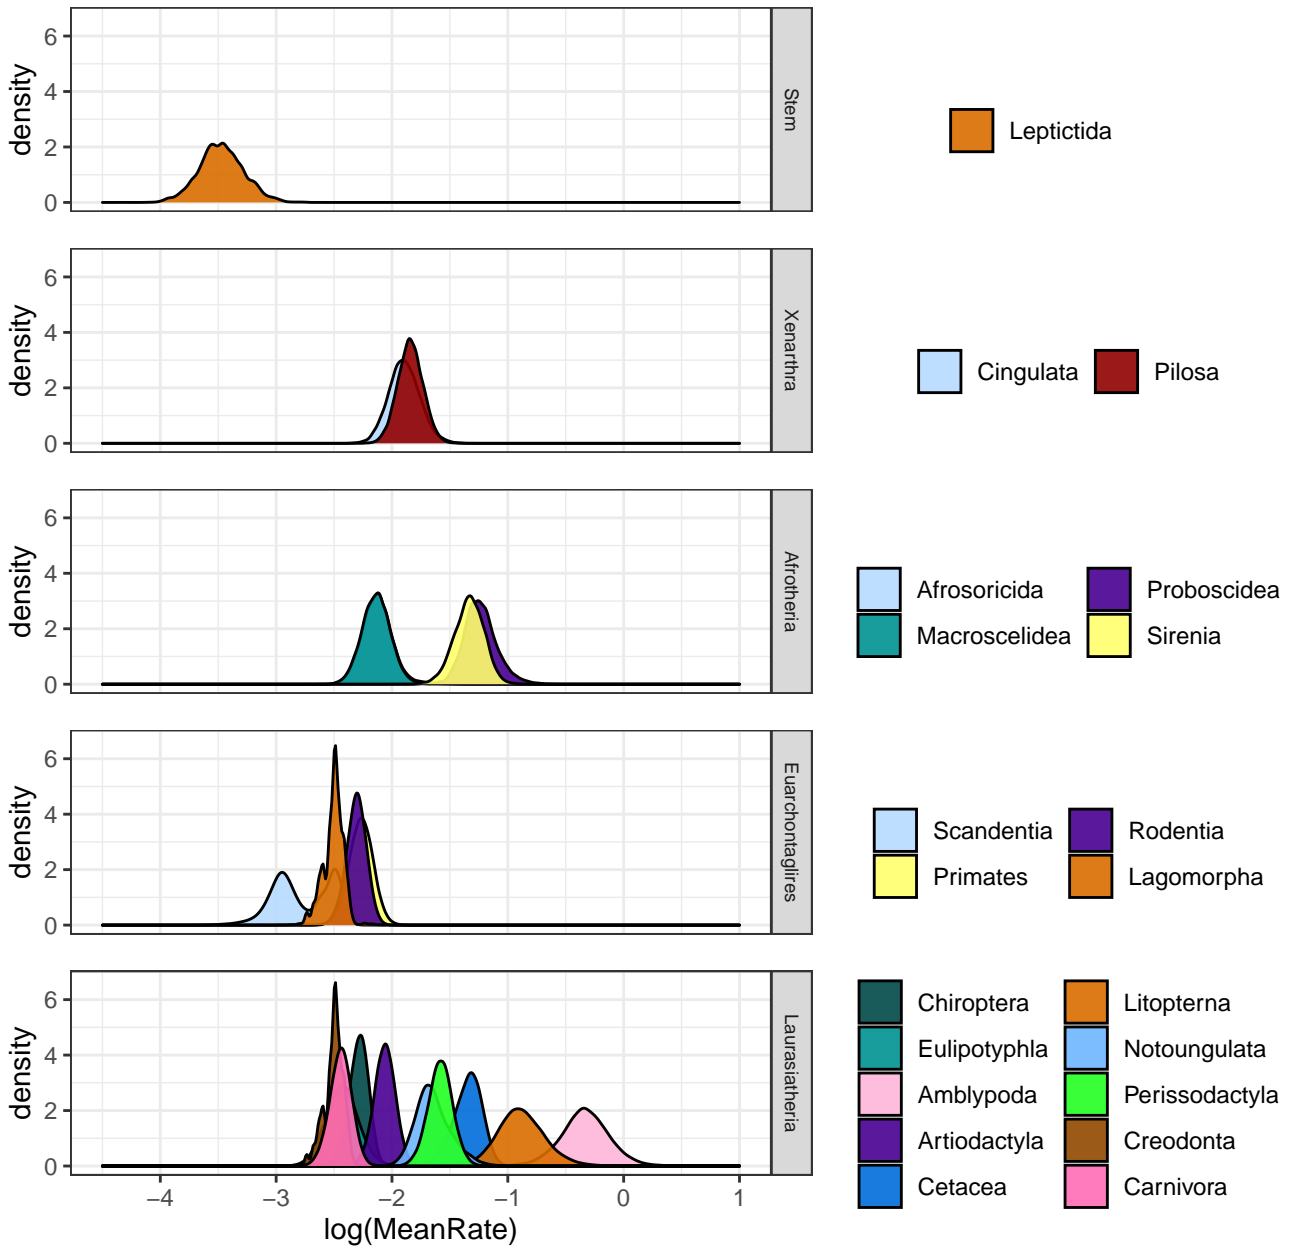 6
4
2
0
density
Stem
Leptictida
6
4
2
0
density
Xenarthra
Cingulata Pilosa
6
4
2
0
density
Afrotheria
Afrosoricida Proboscidea
Macroscelidea Sirenia
6
4
2
0
density
Euarchontaglires
Scandentia Rodentia
Primates Lagomorpha
6
4
2
0
density
Laurasiatheria
Chiroptera Litopterna
Eulipotyphla Notoungulata
Amblypoda Perissodactyla
Artiodactyla Creodonta
Cetacea Carnivora
−4 −3 −2 −1 0 1
log(MeanRate)